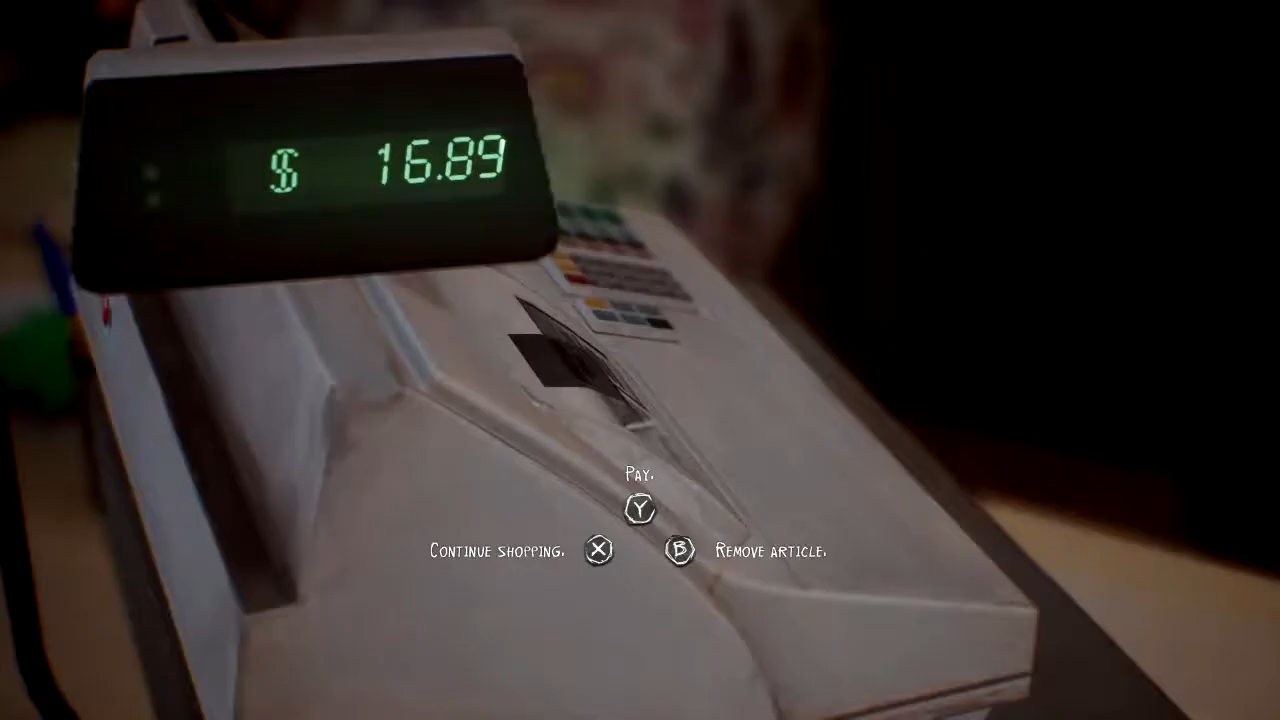 $ 16.89
PAY.
Y
CONTINUE SHOPPING. X B REMOVE ARTICLE.